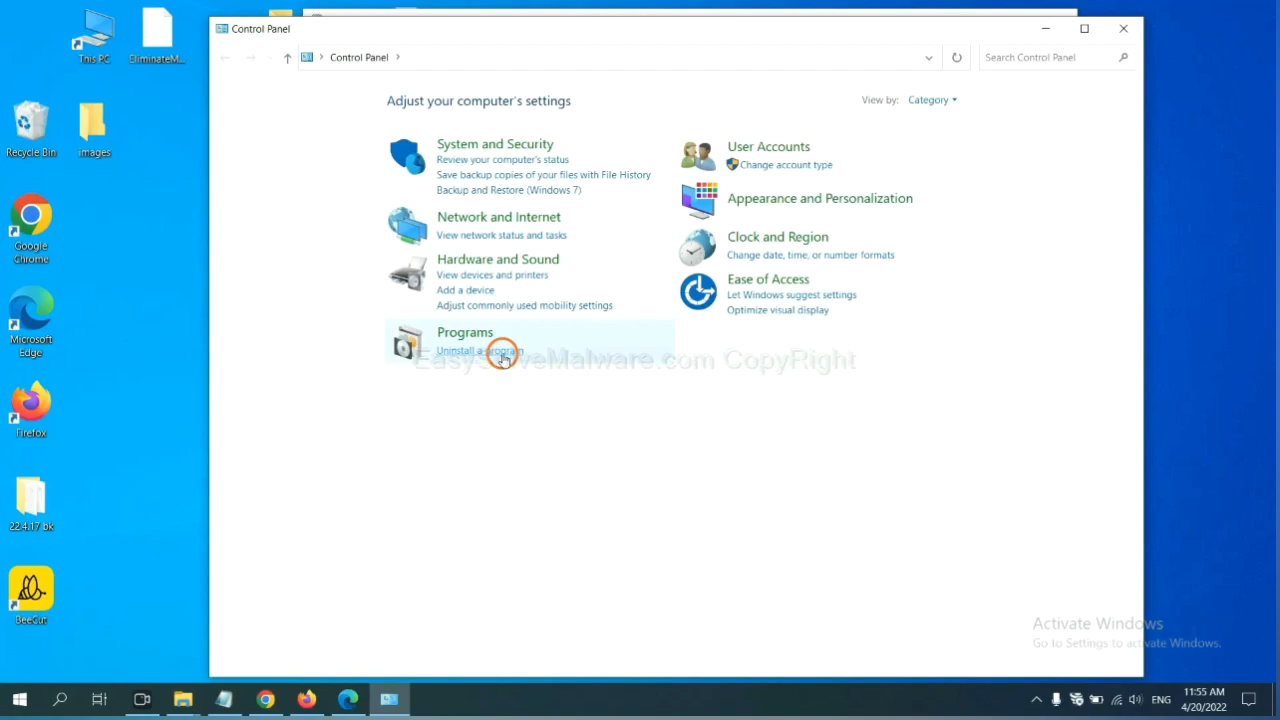 This PC
EliminateM...
Recycle Bin
images
Google
Chrome
Microsoft
Edge
Firefox
22.4.17 bk
BeeCut
Control Panel
Control Panel
Search Control Panel
Adjust your computer's settings
View by: Category
System and Security
Review your computer's status
Save backup copies of your files with File History
Backup and Restore (Windows 7)
Network and Internet
View network status and tasks
Hardware and Sound
View devices and printers
Add a device
Adjust commonly used mobility settings
Programs
Uninstall a program
User Accounts
Change account type
Appearance and Personalization
Clock and Region
Change date, time, or number formats
Ease of Access
Let Windows suggest settings
Optimize visual display
EasySolveMalware.com CopyRight
Activate Windows
Go to Settings to activate Windows.
ENG
11:55 AM
4/20/2022